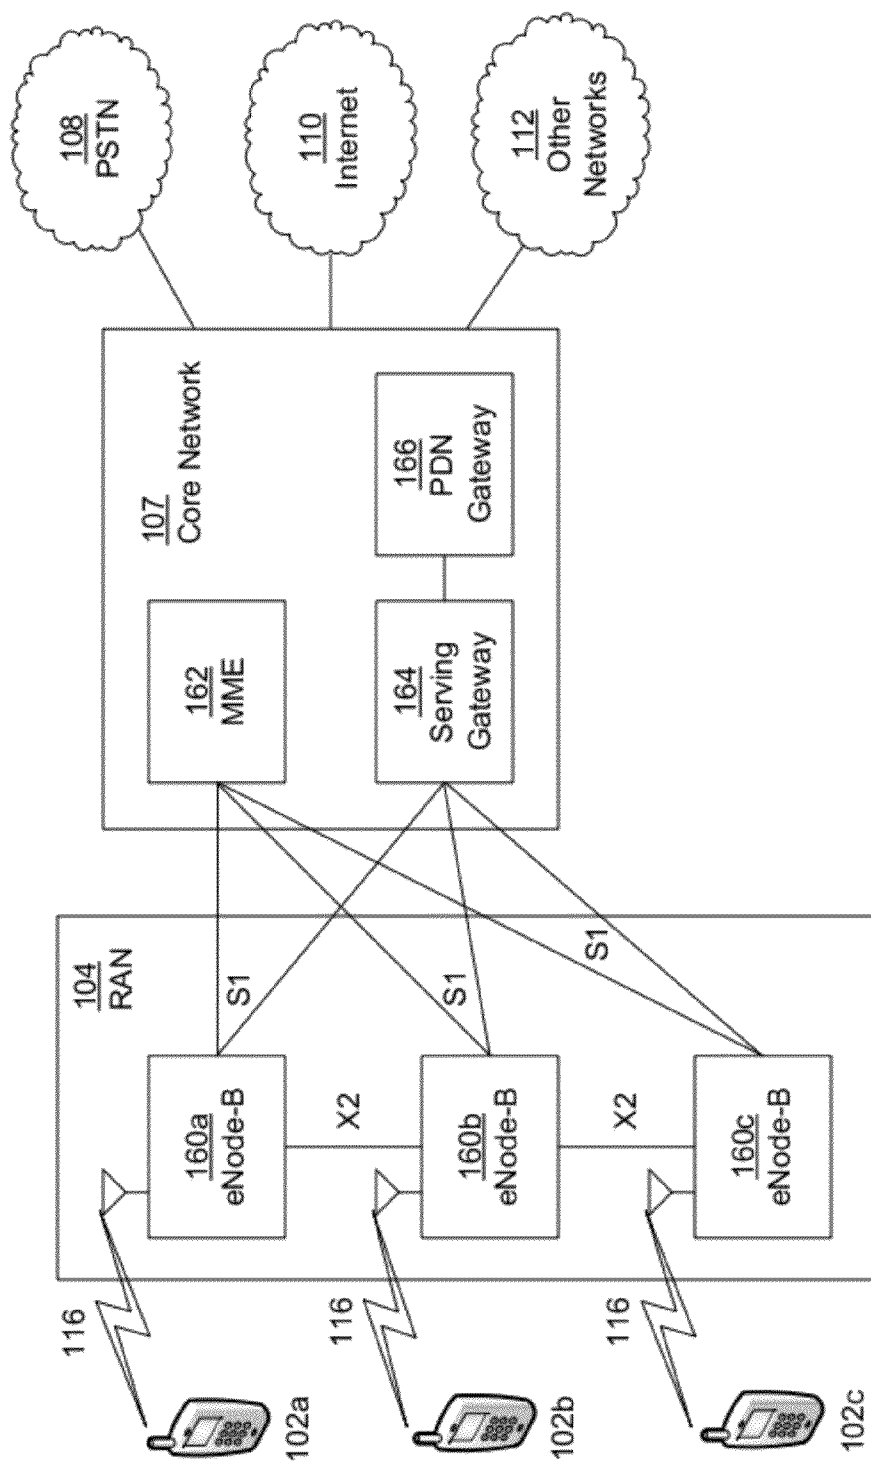 108
PSTN
110
Internet
112
Other
Networks
107
Core Network
162
MME
166
PDN
Gateway
164
Serving
Gateway
104
RAN
S1
S1
S1
160a
eNode-B
X2
160b
eNode-B
X2
160c
eNode-B
116
116
116
102a
102b
102c